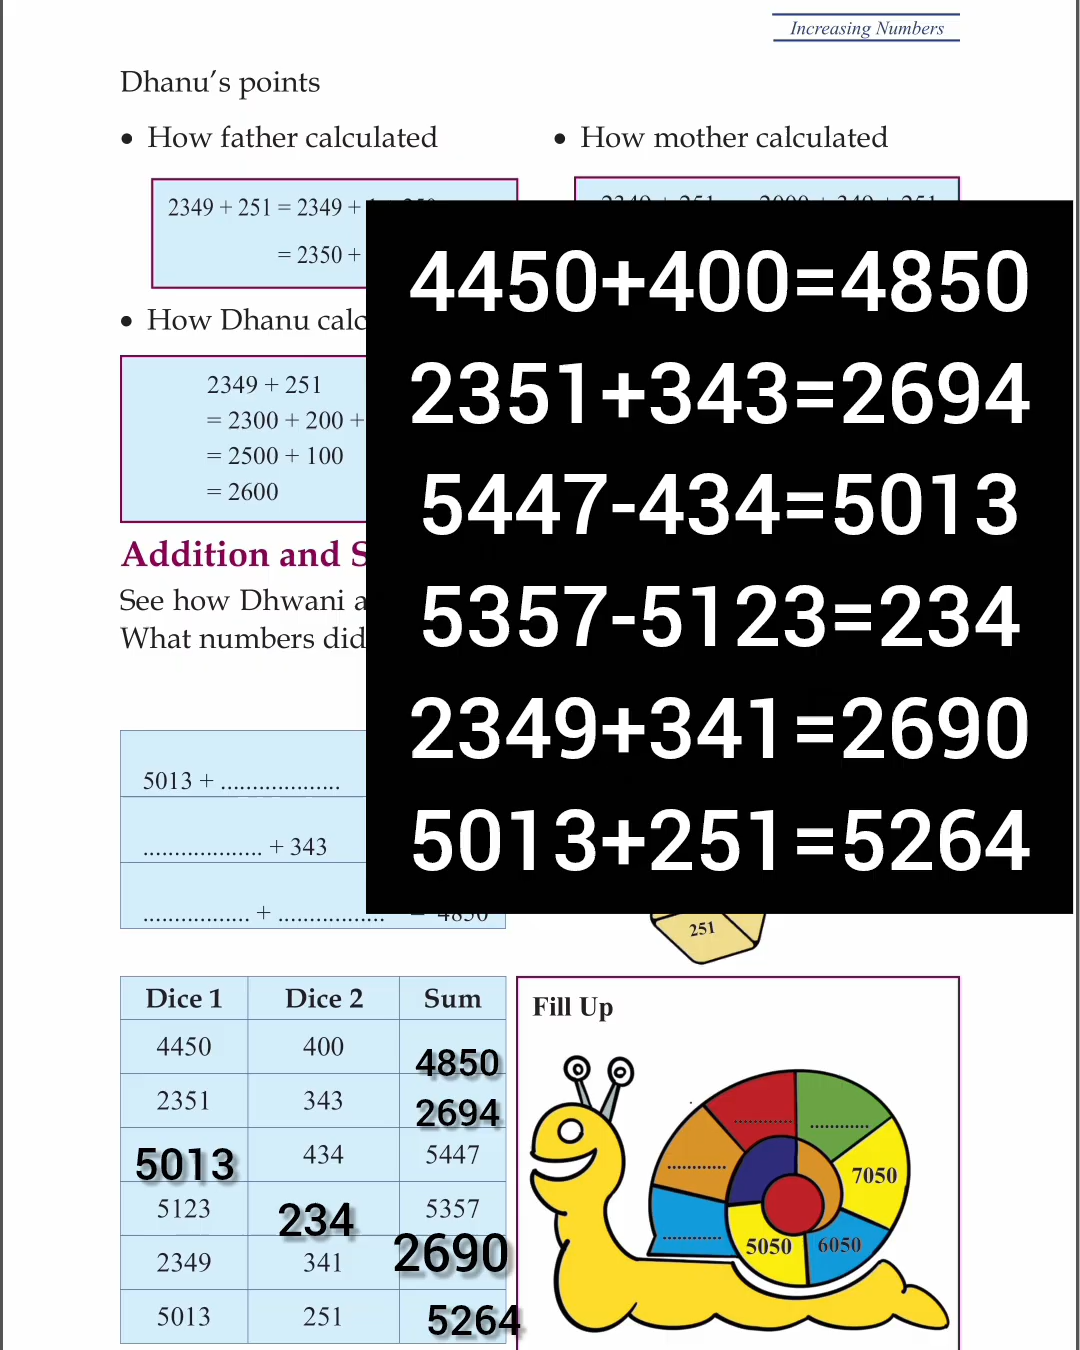 Increasing Numbers
Dhanu's points
• How father calculated
• How mother calculated
2349 + 251 = 2349 +
= 2350 +
• How Dhanu calc
2349 + 251
= 2300 + 200 +
= 2500 + 100
= 2600
4450+400=4850
2351+343=2694
5447-434=5013
5357-5123=234
2349+341=2690
5013+251=5264
Addition and S
See how Dhwani a
What numbers did
5013 + ...................
................... + 343
................. + ................. = 4850
251
Dice 1 Dice 2 Sum
4450 400 4850
2351 343 2694
5013 434 5447
5123 234 5357
2349 341 2690
5013 251 5264
Fill Up
............ ............
............ 7050
............ 5050 6050